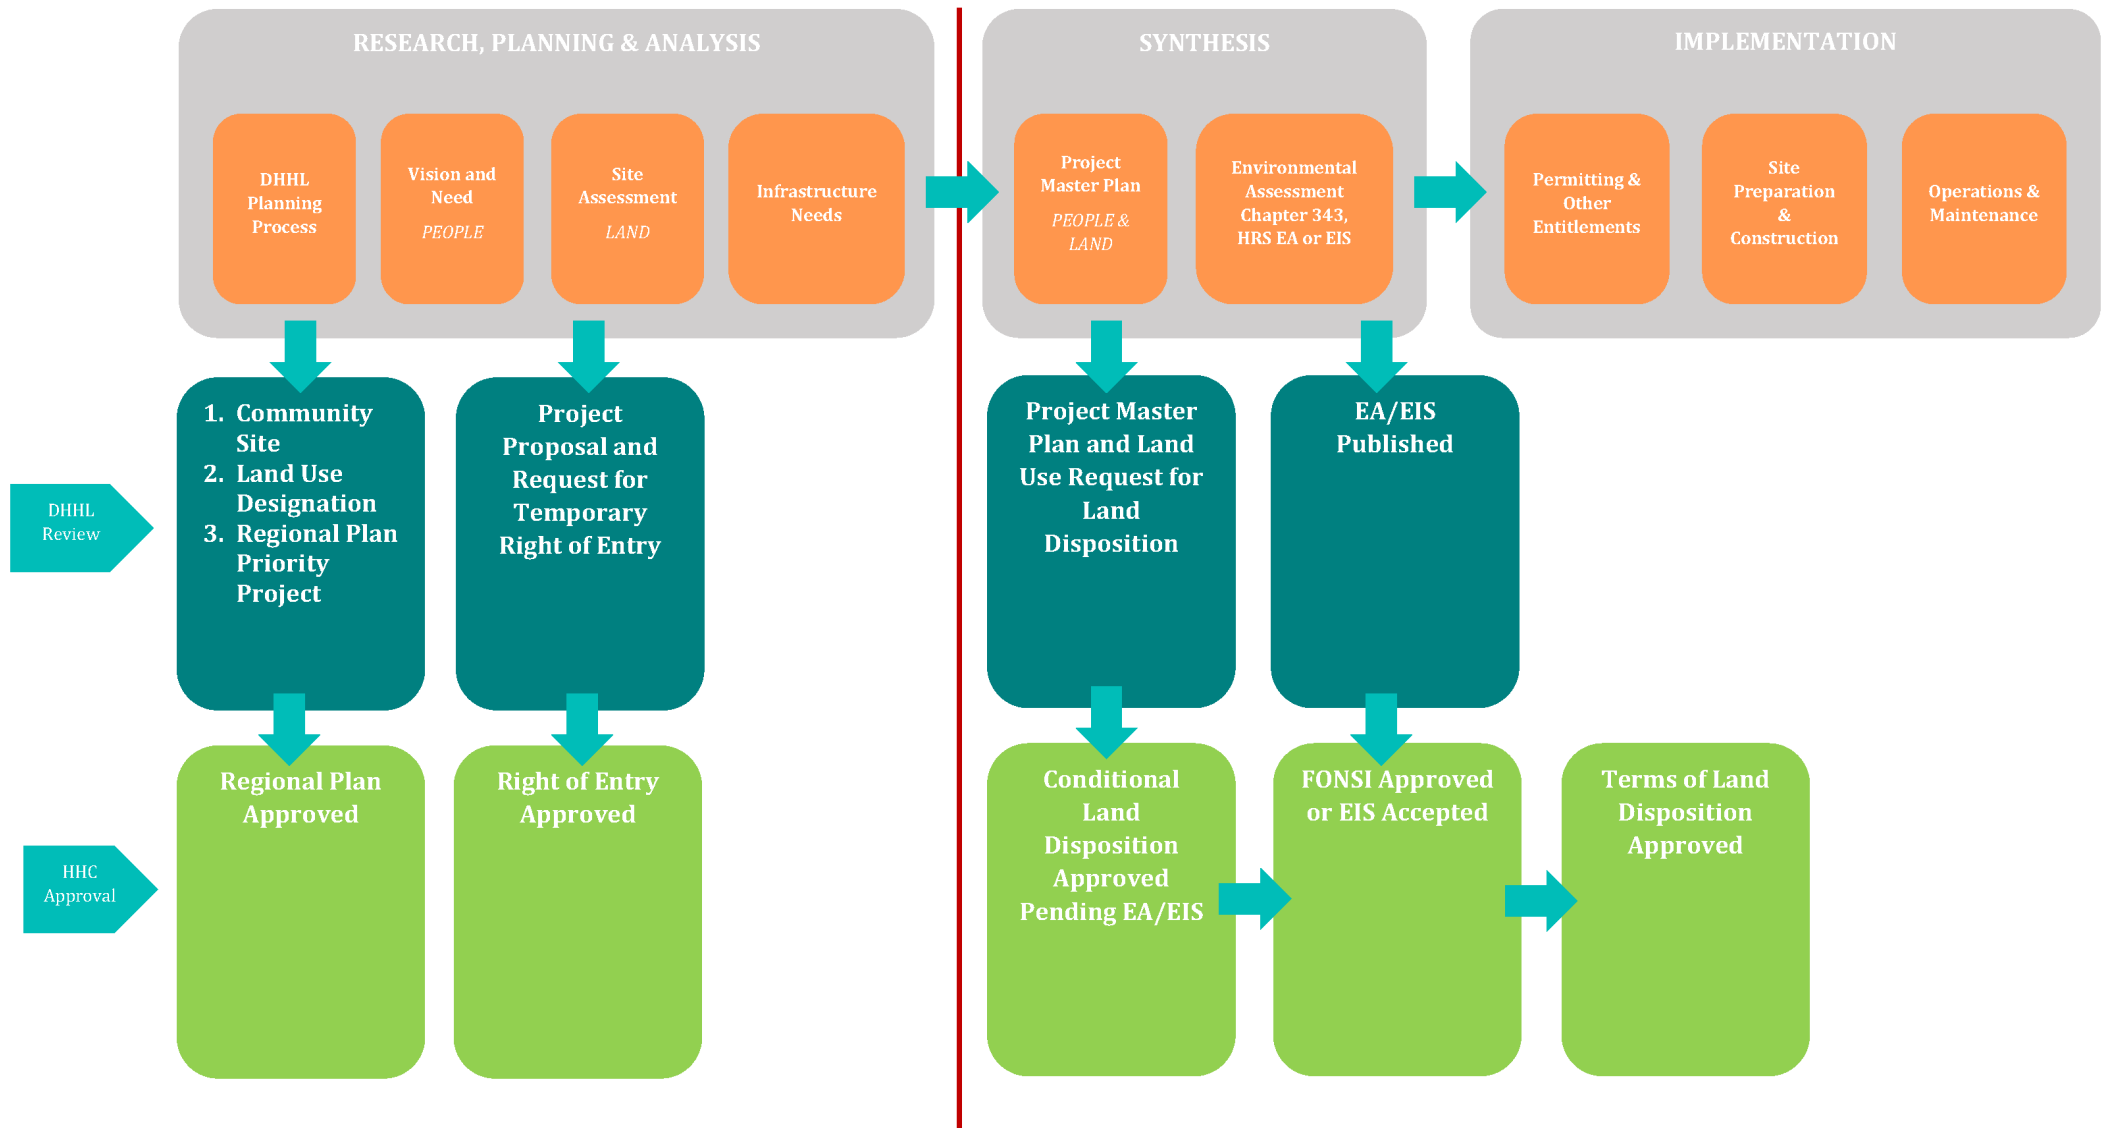 RESEARCH, PLANNING & ANALYSIS
DHHL
Planning
Process
Vision and
Need
PEOPLE
Site
Assessment
LAND
Infrastructure
Needs
SYNTHESIS
Project
Master Plan
PEOPLE &
LAND
Environmental
Assessment
Chapter 343,
HRS EA or EIS
IMPLEMENTATION
Permitting &
Other
Entitlements
Site
Preparation
&
Construction
Operations &
Maintenance
DHHL
Review
1. Community
Site
2. Land Use
Designation
3. Regional Plan
Priority
Project
Project
Proposal and
Request for
Temporary
Right of Entry
Project Master
Plan and Land
Use Request for
Land
Disposition
EA/EIS
Published
HHC
Approval
Regional Plan
Approved
Right of Entry
Approved
Conditional
Land
Disposition
Approved
Pending EA/EIS
FONSI Approved
or EIS Accepted
Terms of Land
Disposition
Approved